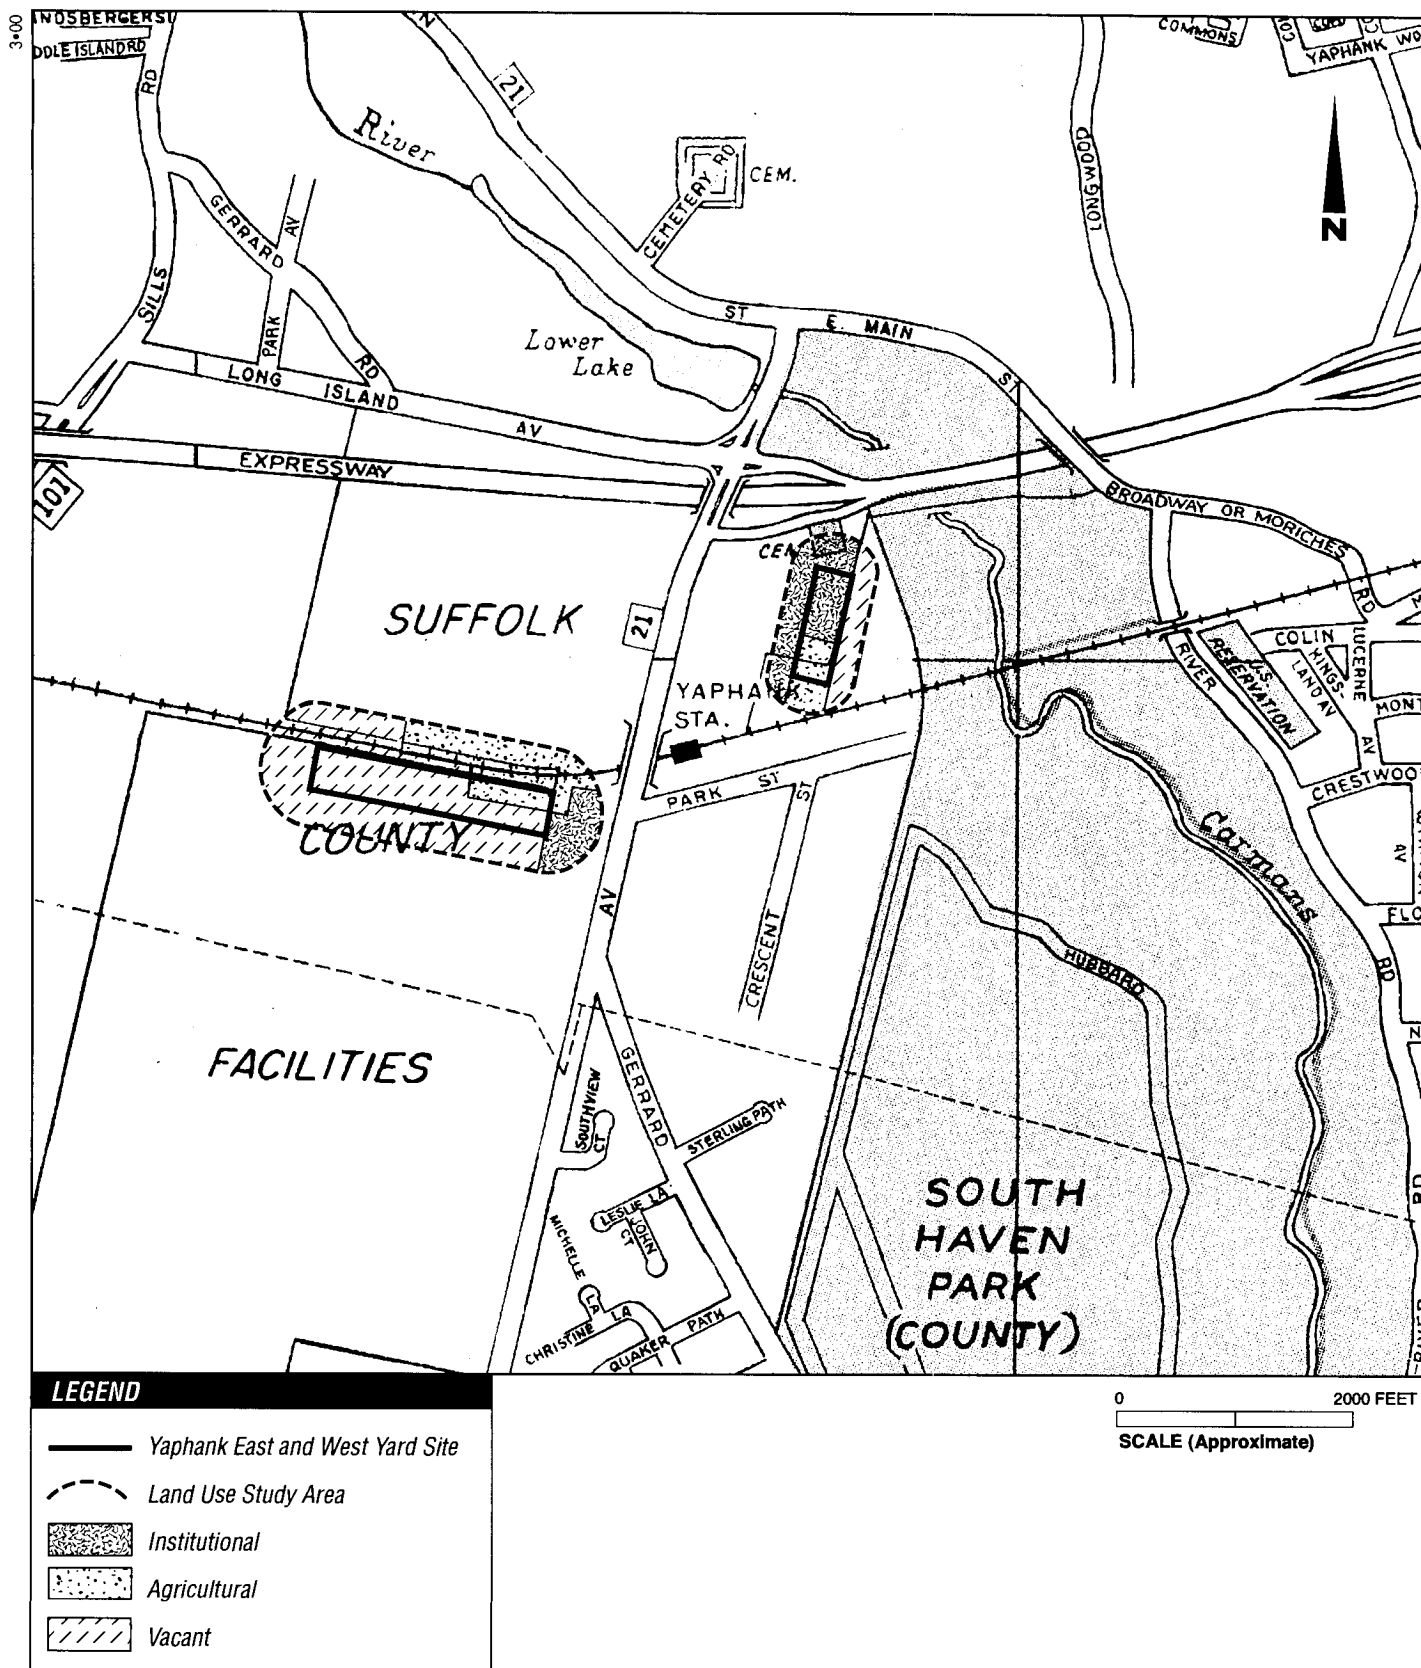 3•00
NDSBERGER ST
DDLE ISLAND RD
RD
N
21
River
CEMETERY RD
CEM.
COMMONS
YAPHANK WO
LONGWOOD
N
GERRARD
RD
PARK
AV
SILLS
Lower
Lake
ST
E. MAIN
ST
LONG
ISLAND
AV
EXPRESSWAY
101
BROADWAY OR MORICHES
RD
CEM
SUFFOLK
21
YAPHANK
STA.
RIVER
U.S.
RESERVATION
COLIN
KINGS-
LAND AV
LUCERNE
AV
MONT
CRESTWOO
AV
PARK ST
ST
CRESCENT
COUNTY
Carmans
FLO
RD
AV
HUBBARD
N
FACILITIES
GERRARD
SOUTHVIEW
CT
STERLING PATH
LESLIE LA
JOHN
CT
MICHELLE
LA
CHRISTINE LA
QUAKER PATH
SOUTH
HAVEN
PARK
(COUNTY)
RIVER
LEGEND
Yaphank East and West Yard Site
Land Use Study Area
Institutional
Agricultural
Vacant
0 2000 FEET
SCALE (Approximate)